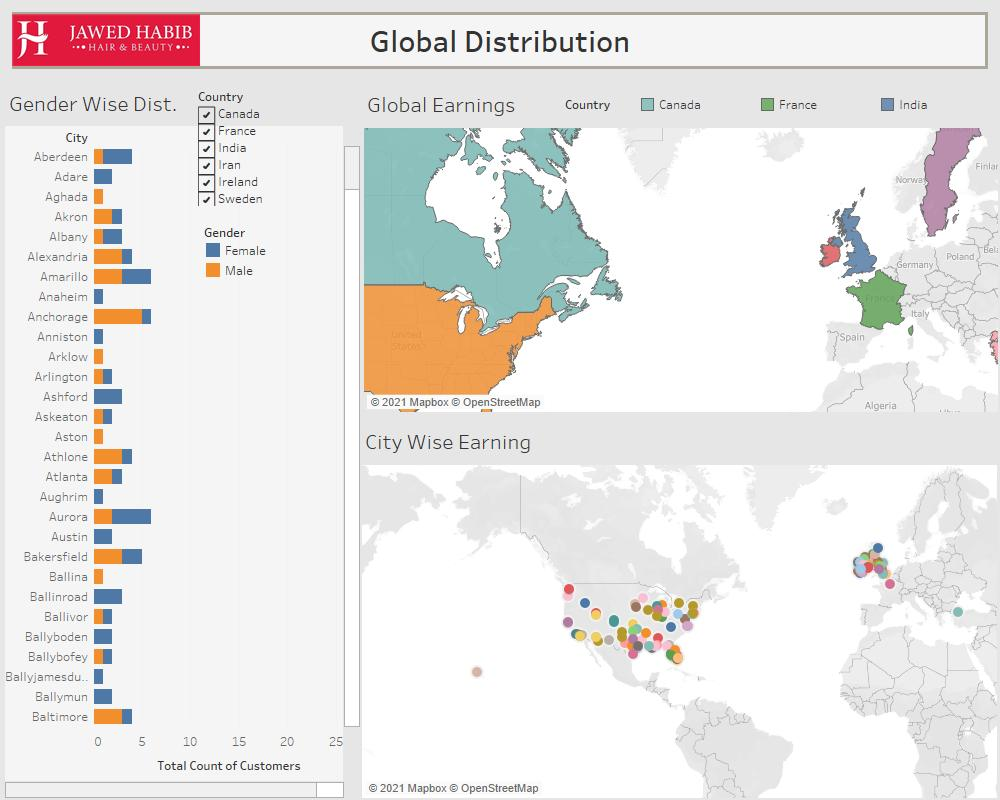 JAWED HABIB
HAIR & BEAUTY
Global Distribution
Gender Wise Dist.
Country
Canada
France
India
Iran
Ireland
Sweden
Gender
Female
Male
City
Aberdeen
Adare
Aghada
Akron
Albany
Alexandria
Amarillo
Anaheim
Anchorage
Anniston
Arklow
Arlington
Ashford
Askeaton
Aston
Athlone
Atlanta
Aughrim
Aurora
Austin
Bakersfield
Ballina
Ballinroad
Ballivor
Ballyboden
Ballybofey
Ballyjamesdu..
Ballymun
Baltimore
0 5 10 15 20 25
Total Count of Customers
Global Earnings
Country Canada France India
Norway
Finlan
United
States
Germany
Poland
Bela
France
Italy
Spain
Algeria
© 2021 Mapbox © OpenStreetMap
City Wise Earning
© 2021 Mapbox © OpenStreetMap